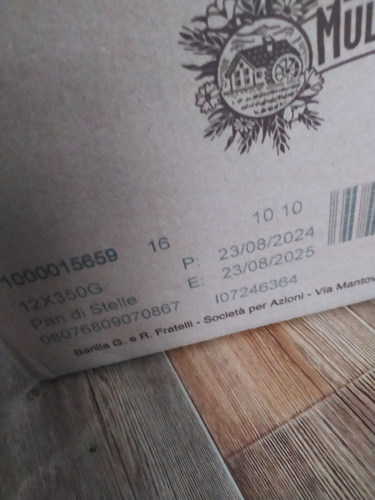 MUL
1000015659 16 10.10
12X350G P: 23/08/2024
Pan di Stelle E: 23/08/2025
08076809070867 I07246364
Barilla G. e R. Fratelli - Società per Azioni - Via Mantov